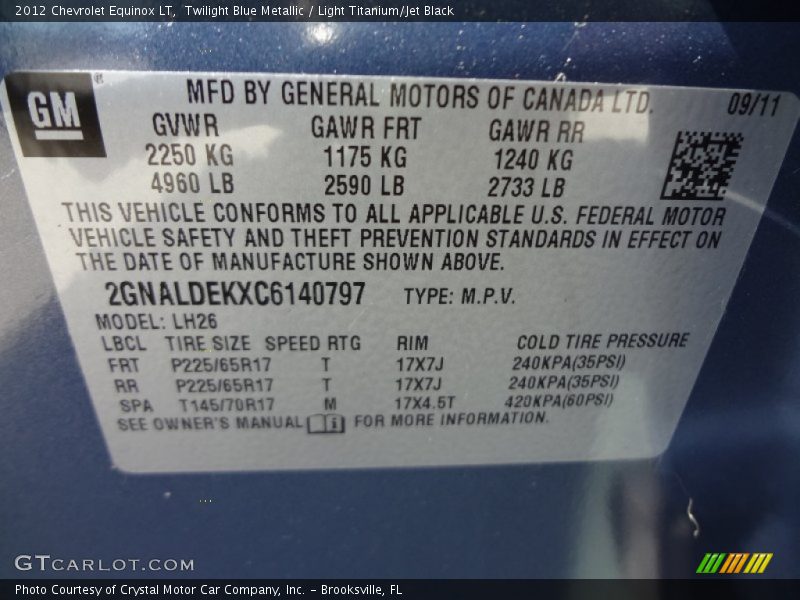 2012 Chevrolet Equinox LT, Twilight Blue Metallic / Light Titanium/Jet Black
GM ®
MFD BY GENERAL MOTORS OF CANADA LTD. 09/11
GVWR GAWR FRT GAWR RR
2250 KG 1175 KG 1240 KG
4960 LB 2590 LB 2733 LB
THIS VEHICLE CONFORMS TO ALL APPLICABLE U.S. FEDERAL MOTOR
VEHICLE SAFETY AND THEFT PREVENTION STANDARDS IN EFFECT ON
THE DATE OF MANUFACTURE SHOWN ABOVE.
2GNALDEKXC6140797 TYPE: M.P.V.
MODEL: LH26
LBCL TIRE SIZE SPEED RTG RIM COLD TIRE PRESSURE
FRT P225/65R17 T 17X7J 240KPA(35PSI)
RR P225/65R17 T 17X7J 240KPA(35PSI)
SPA T145/70R17 M 17X4.5T 420KPA(60PSI)
SEE OWNER'S MANUAL i FOR MORE INFORMATION.
GTCARLOT.COM
Photo Courtesy of Crystal Motor Car Company, Inc. – Brooksville, FL